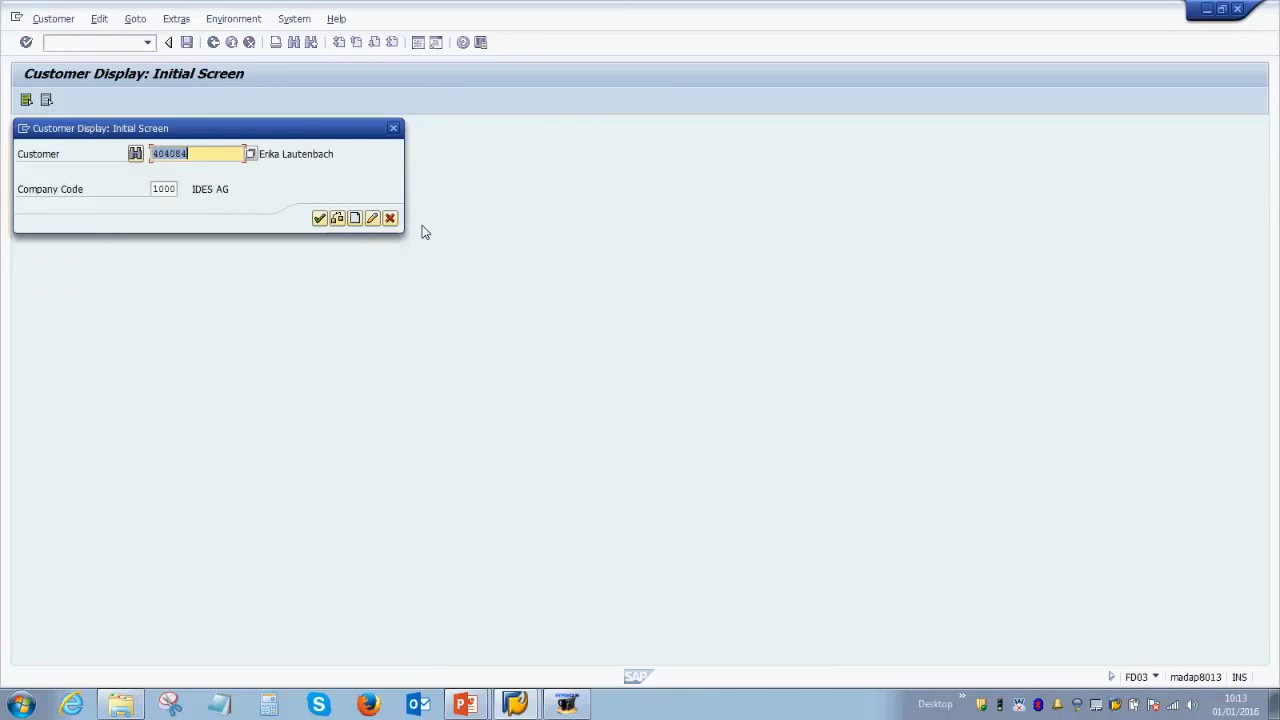 Customer Edit Goto Extras Environment System Help
Customer Display: Initial Screen
Customer Display: Initial Screen
Customer 404084 Erika Lautenbach
Company Code 1000 IDES AG
SAP
FD03 madap8013 INS
Desktop
10:13
01/01/2016